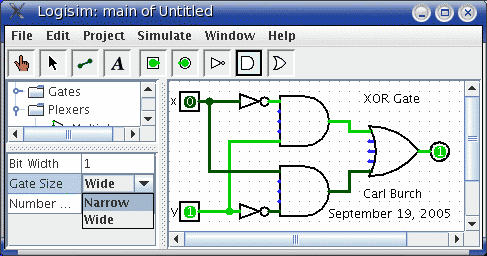 Logisim: main of Untitled
File Edit Project Simulate Window Help
A
Gates
Plexers
Bit Width 1
Gate Size Wide
Narrow
Number ... Wide
x 0
XOR Gate
1
Carl Burch
y 1
September 19, 2005